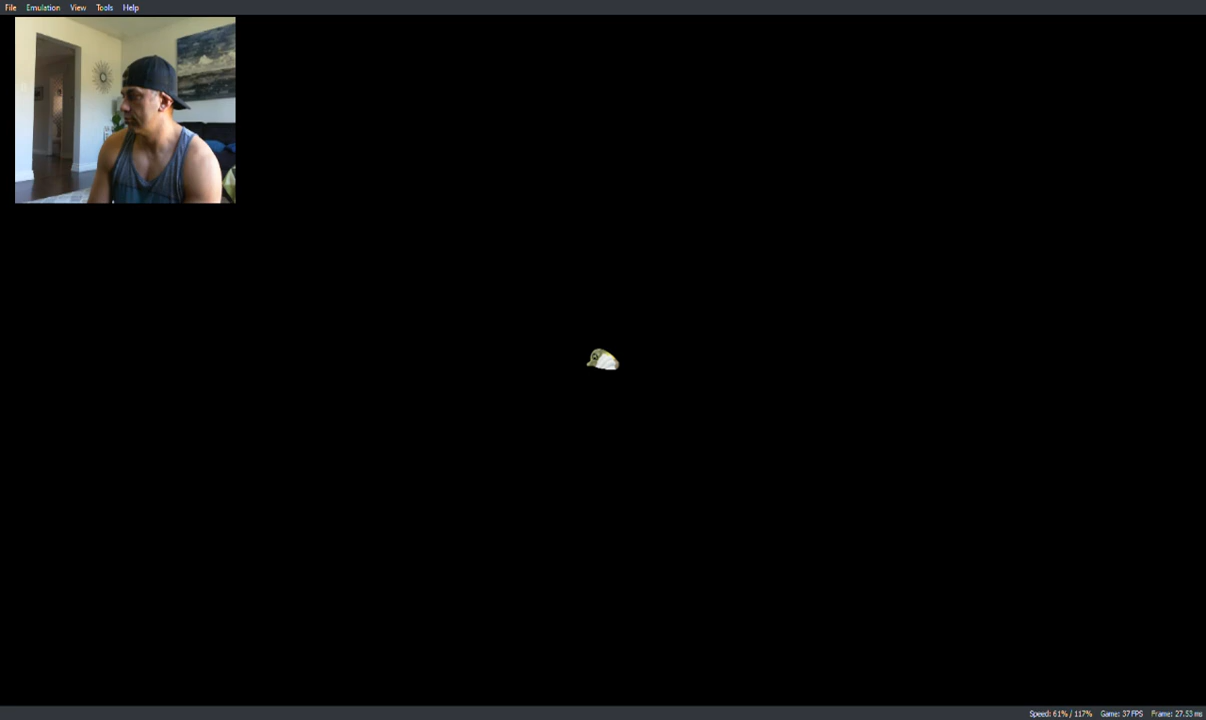 File Emulation View Tools Help
Speed: 61% / 117% Game: 37 FPS Frame: 27.53 ms